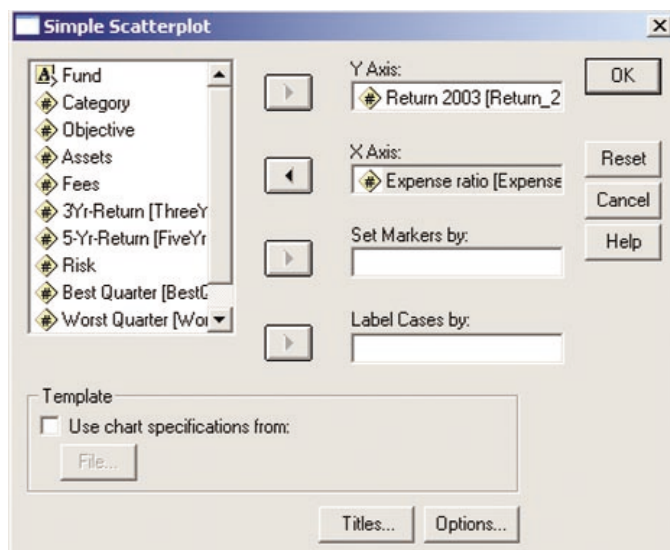 Simple Scatterplot
Fund
Category
Objective
Assets
Fees
3Yr-Return [ThreeY
5-Yr-Return [FiveYr
Risk
Best Quarter [BestQ
Worst Quarter [Wor
Y Axis:
Return 2003 [Return_2
X Axis:
Expense ratio [Expense
Set Markers by:
Label Cases by:
OK
Reset
Cancel
Help
Template
Use chart specifications from:
File...
Titles...
Options...